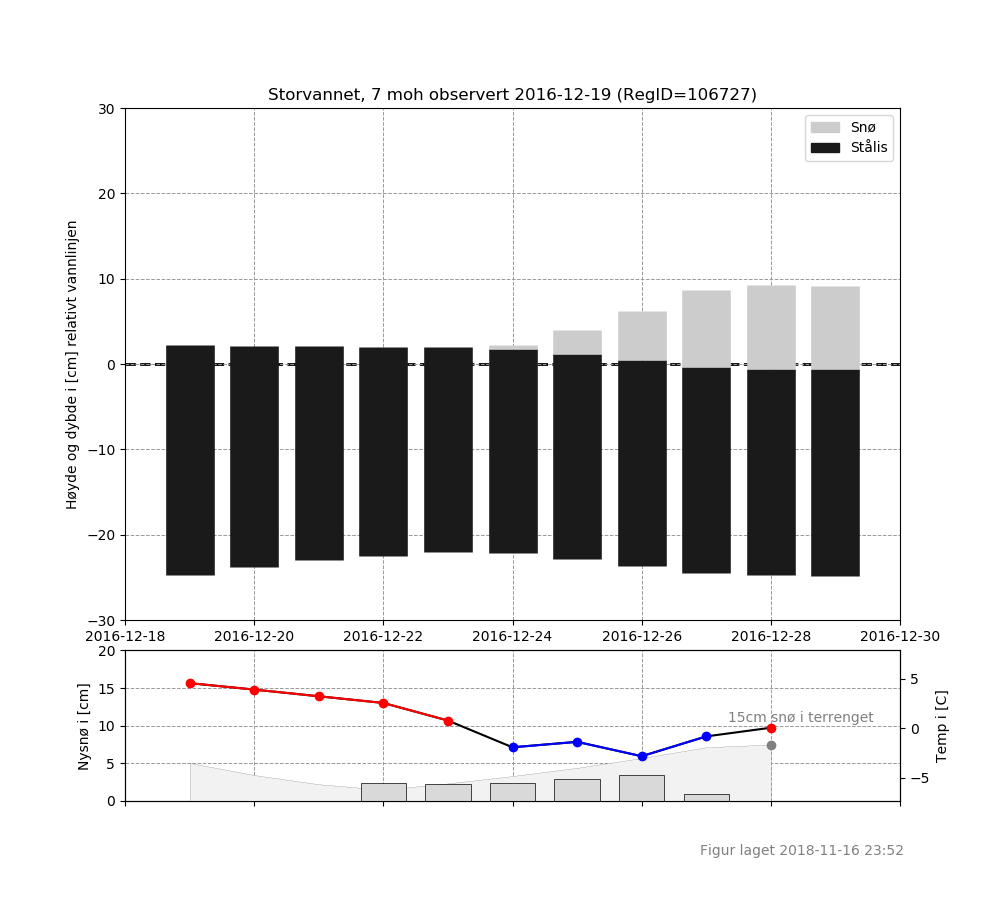 Storvannet, 7 moh observert 2016-12-19 (RegID=106727)
Snø
Stålis
Høyde og dybde i [cm] relativt vannlinjen
30
20
10
0
−10
−20
−30
2016-12-18
2016-12-20
2016-12-22
2016-12-24
2016-12-26
2016-12-28
2016-12-30
Nysnø i [cm]
20
15
10
5
0
15cm snø i terrenget
5
0
−5
Temp i [C]
Figur laget 2018-11-16 23:52